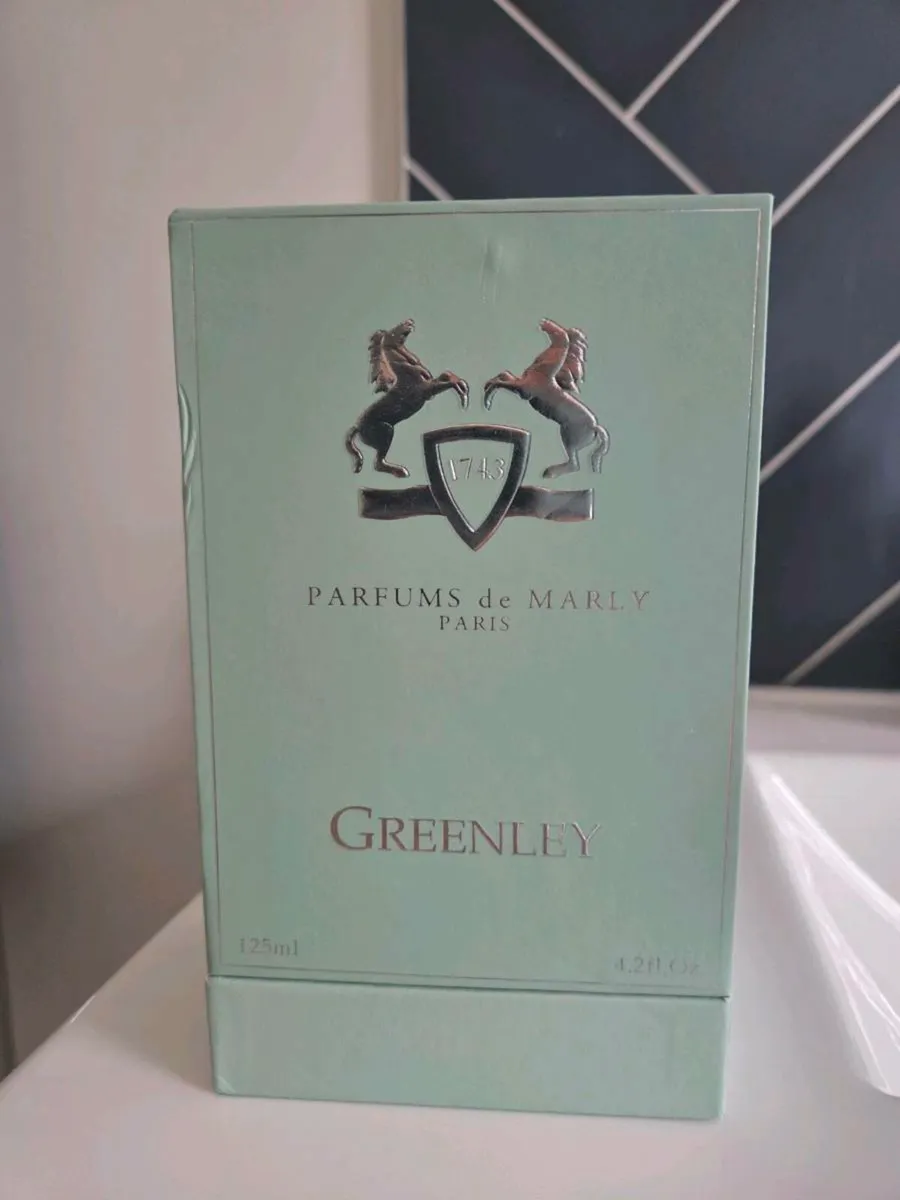 1743
PARFUMS de MARLY
PARIS
GREENLEY
125ml
4.2fl.Oz